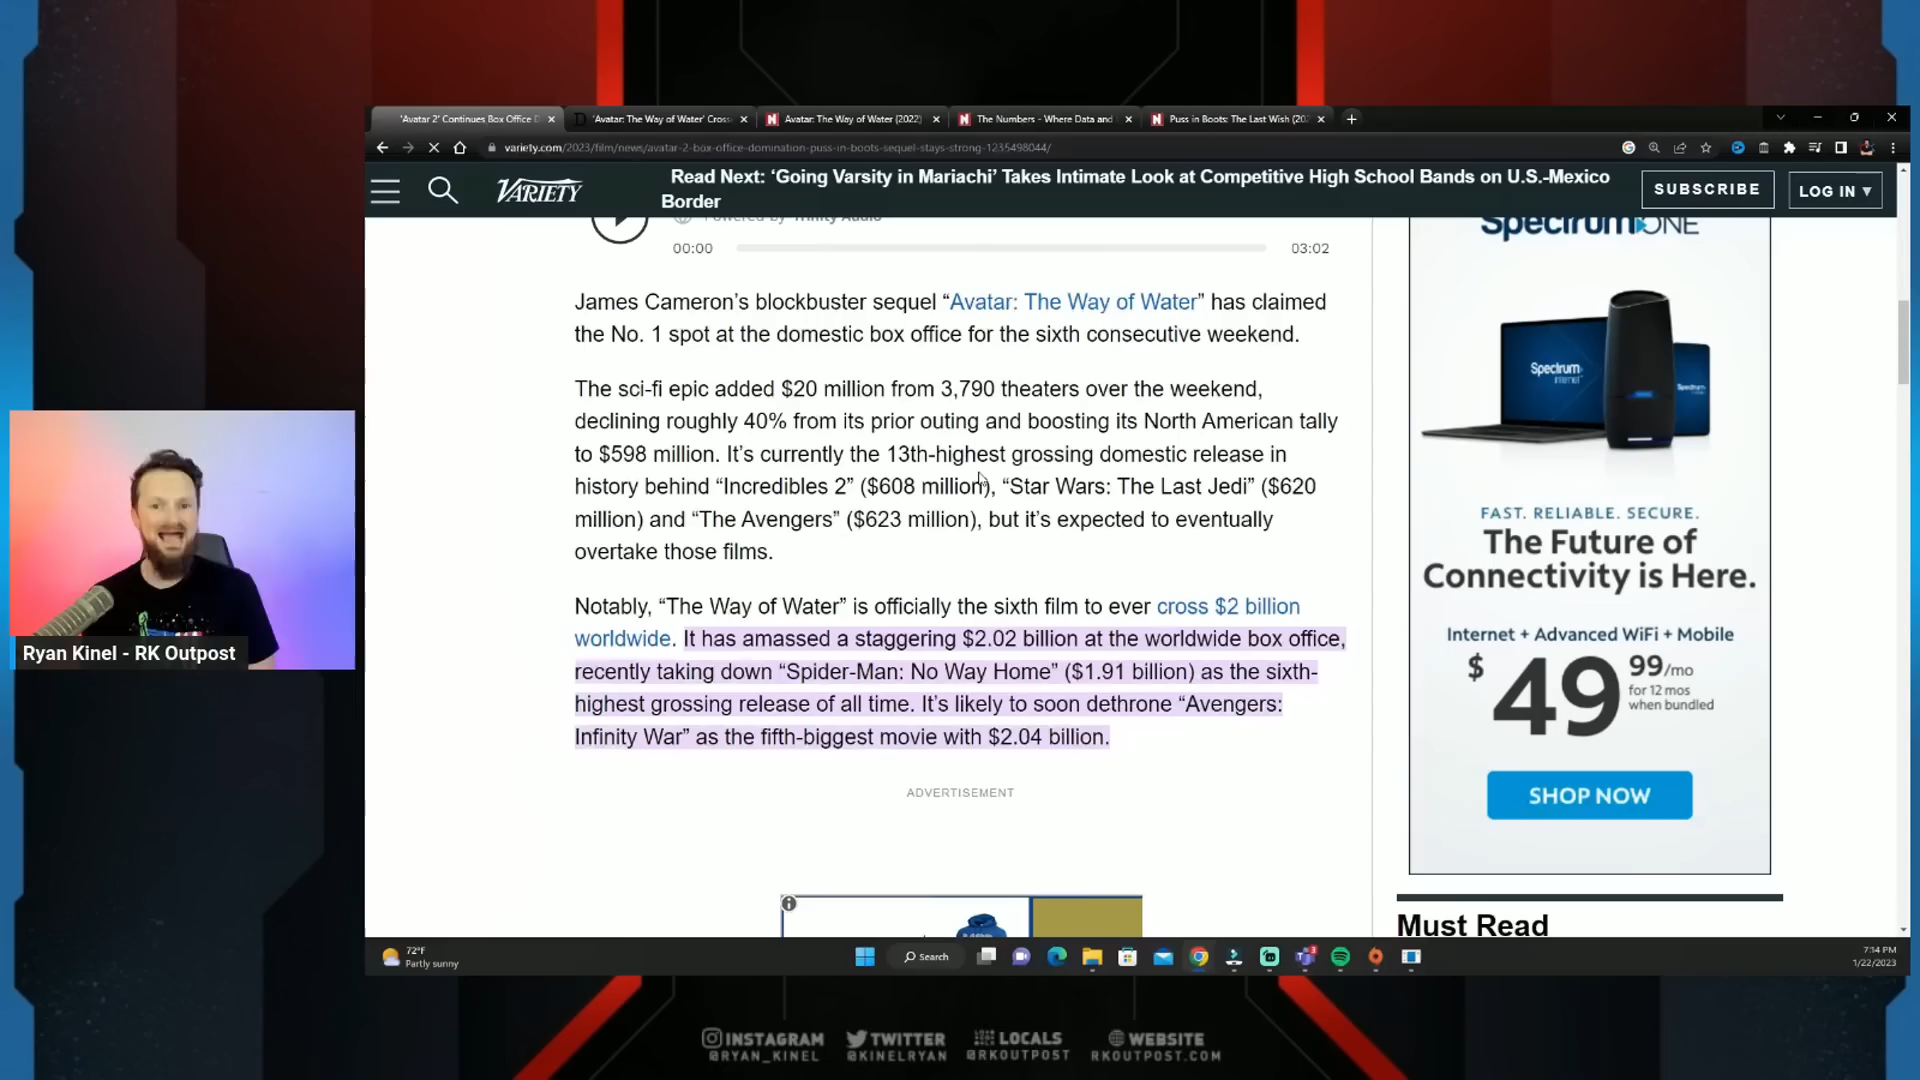 'Avatar 2' Continues Box Office D
'Avatar: The Way of Water' Cross
Avatar: The Way of Water (2022)
The Numbers - Where Data and
Puss in Boots: The Last Wish (202
variety.com/2023/film/news/avatar-2-box-office-domination-puss-in-boots-sequel-stays-strong-1235498044/
VARIETY
Read Next: ‘Going Varsity in Mariachi’ Takes Intimate Look at Competitive High School Bands on U.S.-Mexico
Border
SUBSCRIBE
LOG IN
Powered by Trinity Audio
00:00
03:02
James Cameron’s blockbuster sequel “Avatar: The Way of Water” has claimed
the No. 1 spot at the domestic box office for the sixth consecutive weekend.
The sci-fi epic added $20 million from 3,790 theaters over the weekend,
declining roughly 40% from its prior outing and boosting its North American tally
to $598 million. It’s currently the 13th-highest grossing domestic release in
history behind “Incredibles 2” ($608 million), “Star Wars: The Last Jedi” ($620
million) and “The Avengers” ($623 million), but it’s expected to eventually
overtake those films.
Notably, “The Way of Water” is officially the sixth film to ever cross $2 billion
worldwide. It has amassed a staggering $2.02 billion at the worldwide box office,
recently taking down “Spider-Man: No Way Home” ($1.91 billion) as the sixth-
highest grossing release of all time. It’s likely to soon dethrone “Avengers:
Infinity War” as the fifth-biggest movie with $2.04 billion.
ADVERTISEMENT
Spectrum ONE
Spectrum
internet
Spectrum
FAST. RELIABLE. SECURE.
The Future of
Connectivity is Here.
Internet + Advanced WiFi + Mobile
$49 99/mo
for 12 mos
when bundled
SHOP NOW
Must Read
Ryan Kinel - RK Outpost
72°F
Partly sunny
Search
7:14 PM
1/22/2023
INSTAGRAM
@RYAN_KINEL
TWITTER
@KINELRYAN
LOCALS
@RKOUTPOST
WEBSITE
RKOUTPOST.COM